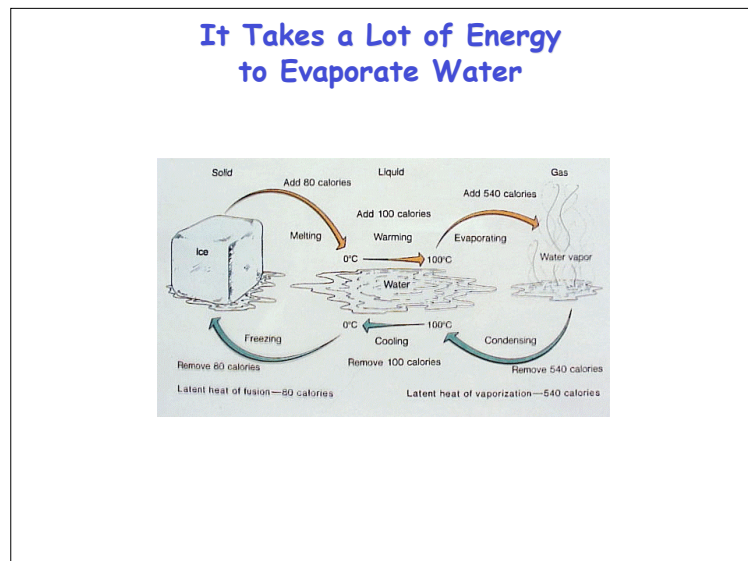 It Takes a Lot of Energy
to Evaporate Water
Solid
Liquid
Gas
Add 80 calories
Add 540 calories
Add 100 calories
Melting
Warming
Evaporating
Ice
0°C
100°C
Water vapor
Water
0°C
100°C
Freezing
Cooling
Condensing
Remove 80 calories
Remove 100 calories
Remove 540 calories
Latent heat of fusion—80 calories
Latent heat of vaporization—540 calories